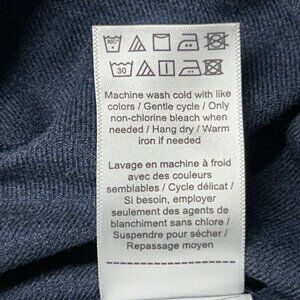 30
Machine wash cold with like
colors / Gentle cycle / Only
non-chlorine bleach when
needed / Hang dry / Warm
iron if needed
Lavage en machine à froid
avec des couleurs
semblables / Cycle délicat /
Si besoin, employer
seulement des agents de
blanchiment sans chlore /
Suspendre pour sécher /
Repassage moyen